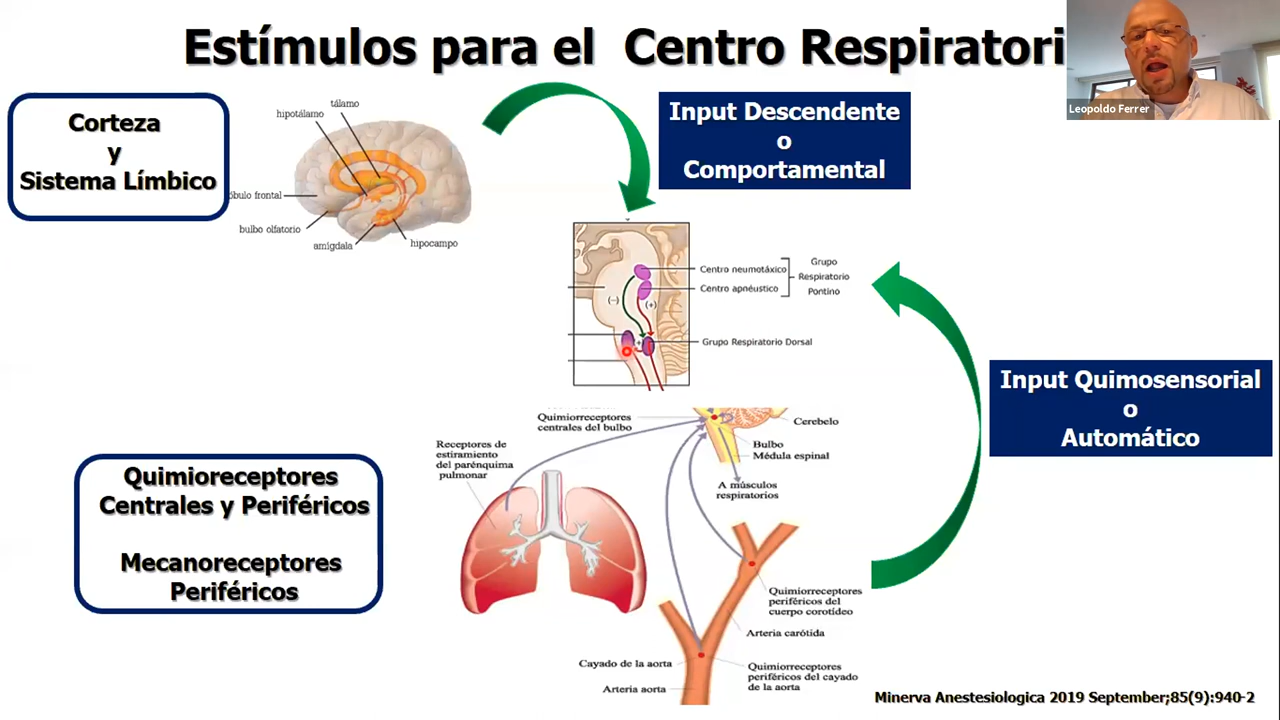 Estímulos para el Centro Respiratori
Leopoldo Ferrer
Corteza
y
Sistema Límbico
tálamo
hipotálamo
óbulo frontal
bulbo olfatorio
amígdala
hipocampo
Input Descendente
o
Comportamental
Centro neumotáxico
Centro apnéustico
Grupo
Respiratorio
Pontino
(-)
(+)
Grupo Respiratorio Dorsal
Input Quimosensorial
o
Automático
Quimioreceptores
Centrales y Periféricos
Mecanoreceptores
Periféricos
Quimiorreceptores
centrales del bulbo
Cerebelo
Receptores de
estiramiento
del parénquima
pulmonar
Bulbo
Médula espinal
A músculos
respiratorios
Quimiorreceptores
periféricos del
cuerpo corotídeo
Arteria carótida
Cayado de la aorta
Quimiorreceptores
periféricos del cayado
de la aorta
Arteria aorta
Minerva Anestesiologica 2019 September;85(9):940-2